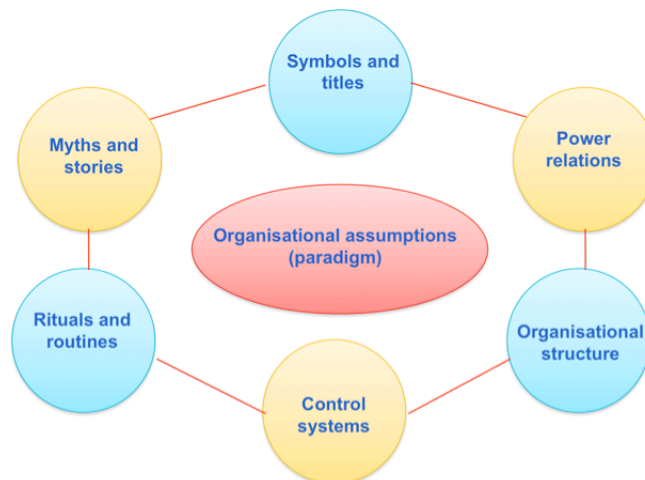 Symbols and
titles
Myths and
stories
Power
relations
Organisational assumptions
(paradigm)
Rituals and
routines
Organisational
structure
Control
systems